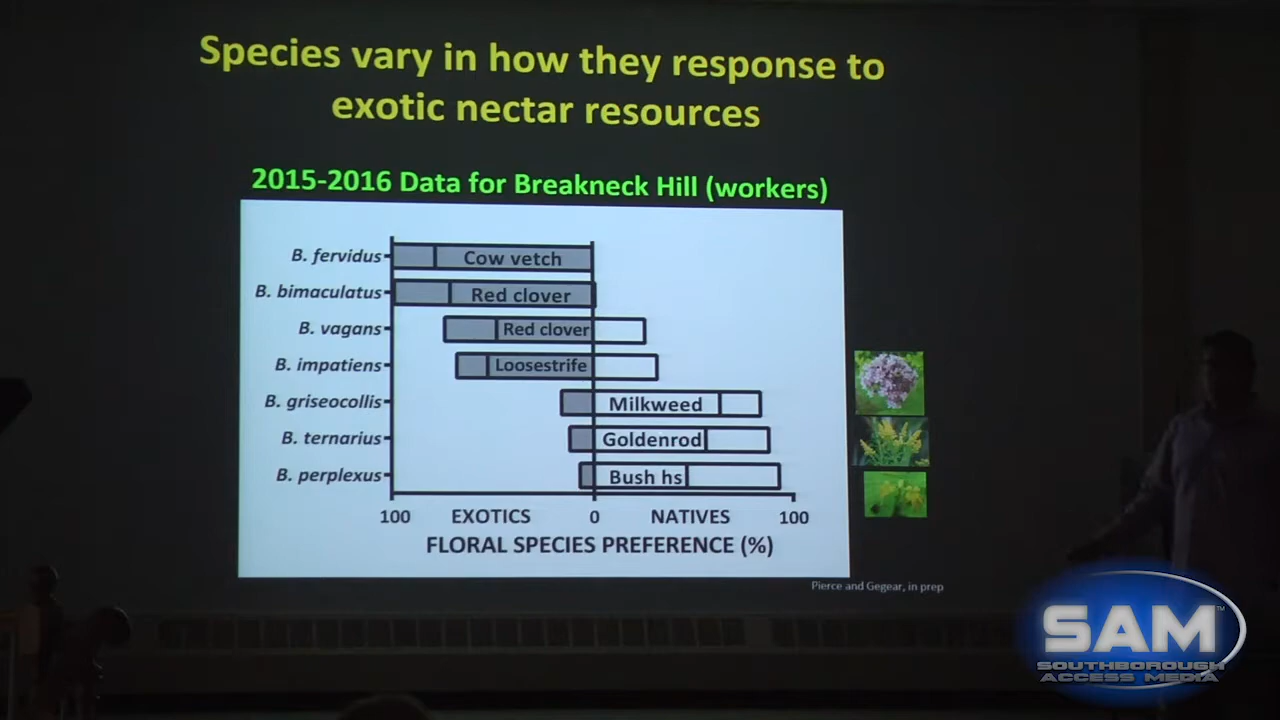 Species vary in how they response to
exotic nectar resources
2015-2016 Data for Breakneck Hill (workers)
B. fervidus Cow vetch
B. bimaculatus Red clover
B. vagans Red clover
B. impatiens Loosestrife
B. griseocollis Milkweed
B. ternarius Goldenrod
B. perplexus Bush hs
100 EXOTICS 0 NATIVES 100
FLORAL SPECIES PREFERENCE (%)
Pierce and Gegear, in prep
SAM™
SOUTHBOROUGH
ACCESS MEDIA